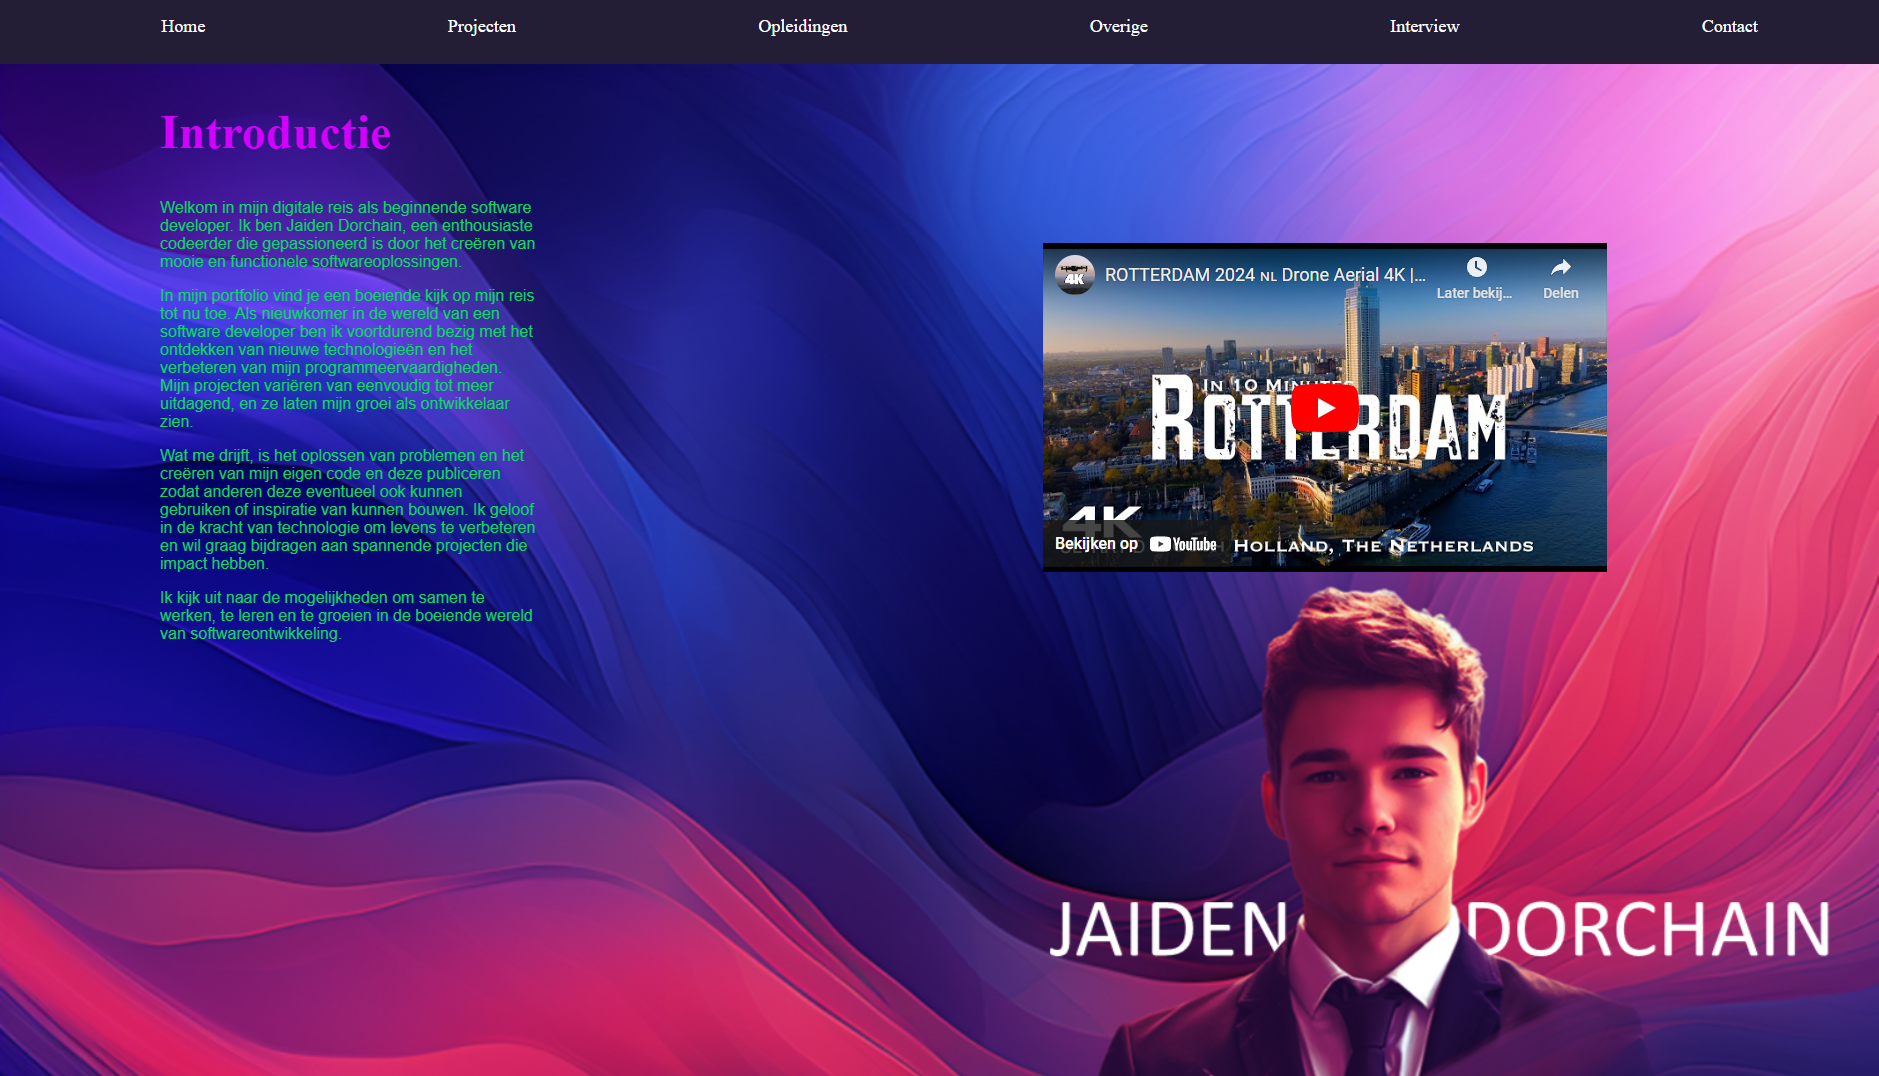 Home
Projecten
Opleidingen
Overige
Interview
Contact
Introductie
Welkom in mijn digitale reis als beginnende software
developer. Ik ben Jaiden Dorchain, een enthousiaste
codeerder die gepassioneerd is door het creëren van
mooie en functionele softwareoplossingen.
In mijn portfolio vind je een boeiende kijk op mijn reis
tot nu toe. Als nieuwkomer in de wereld van een
software developer ben ik voortdurend bezig met het
ontdekken van nieuwe technologieën en het
verbeteren van mijn programmeervaardigheden.
Mijn projecten variëren van eenvoudig tot meer
uitdagend, en ze laten mijn groei als ontwikkelaar
zien.
Wat me drijft, is het oplossen van problemen en het
creëren van mijn eigen code en deze publiceren
zodat anderen deze eventueel ook kunnen
gebruiken of inspiratie van kunnen bouwen. Ik geloof
in de kracht van technologie om levens te verbeteren
en wil graag bijdragen aan spannende projecten die
impact hebben.
Ik kijk uit naar de mogelijkheden om samen te
werken, te leren en te groeien in de boeiende wereld
van softwareontwikkeling.
4K
ROTTERDAM 2024 ɴʟ Drone Aerial 4K |...
Later bekij...
Delen
IN 10 MINUTES
ROTTERDAM
4K
Bekijken op YouTube
HOLLAND, THE NETHERLANDS
JAIDEN DORCHAIN